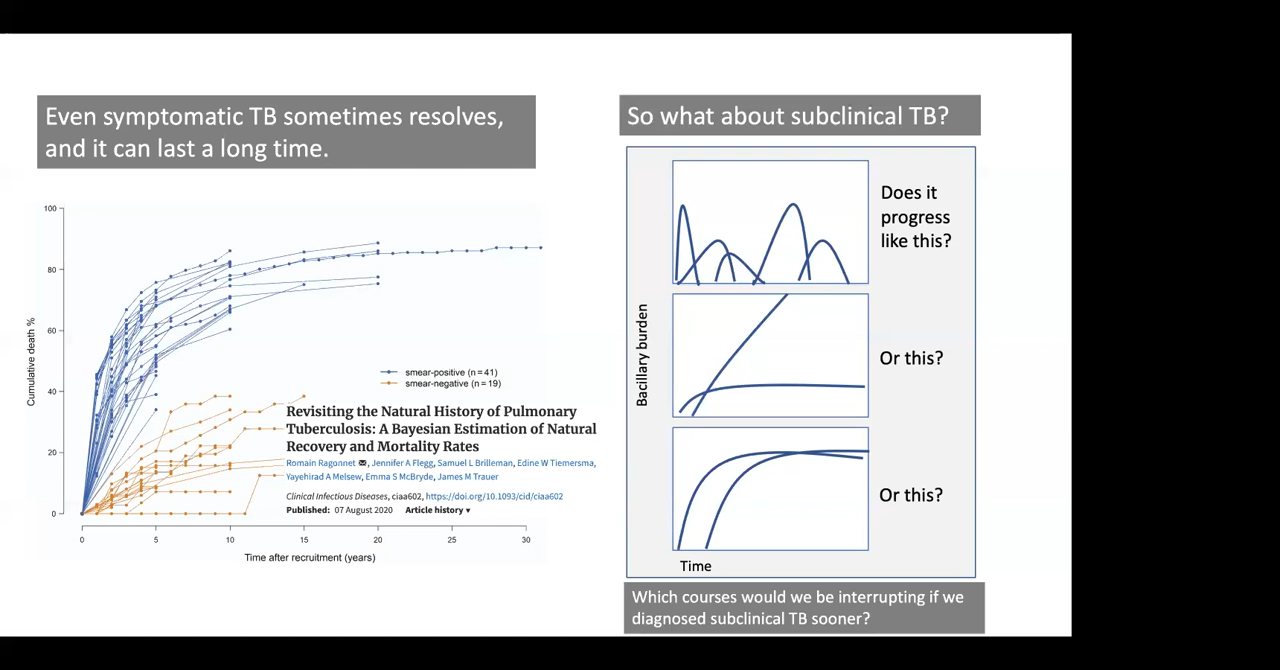 Even symptomatic TB sometimes resolves,
and it can last a long time.
100
80
60
40
20
0
Cumulative death %
0
5
10
15
20
25
30
Time after recruitment (years)
smear-positive (n = 41)
smear-negative (n = 19)
Revisiting the Natural History of Pulmonary
Tuberculosis: A Bayesian Estimation of Natural
Recovery and Mortality Rates
Romain Ragonnet ✉, Jennifer A Flegg, Samuel L Brilleman, Edine W Tiemersma,
Yayehirad A Melsew, Emma S McBryde, James M Trauer
Clinical Infectious Diseases, ciaa602, https://doi.org/10.1093/cid/ciaa602
Published: 07 August 2020 Article history ▾
So what about subclinical TB?
Bacillary burden
Does it
progress
like this?
Or this?
Or this?
Time
Which courses would we be interrupting if we
diagnosed subclinical TB sooner?